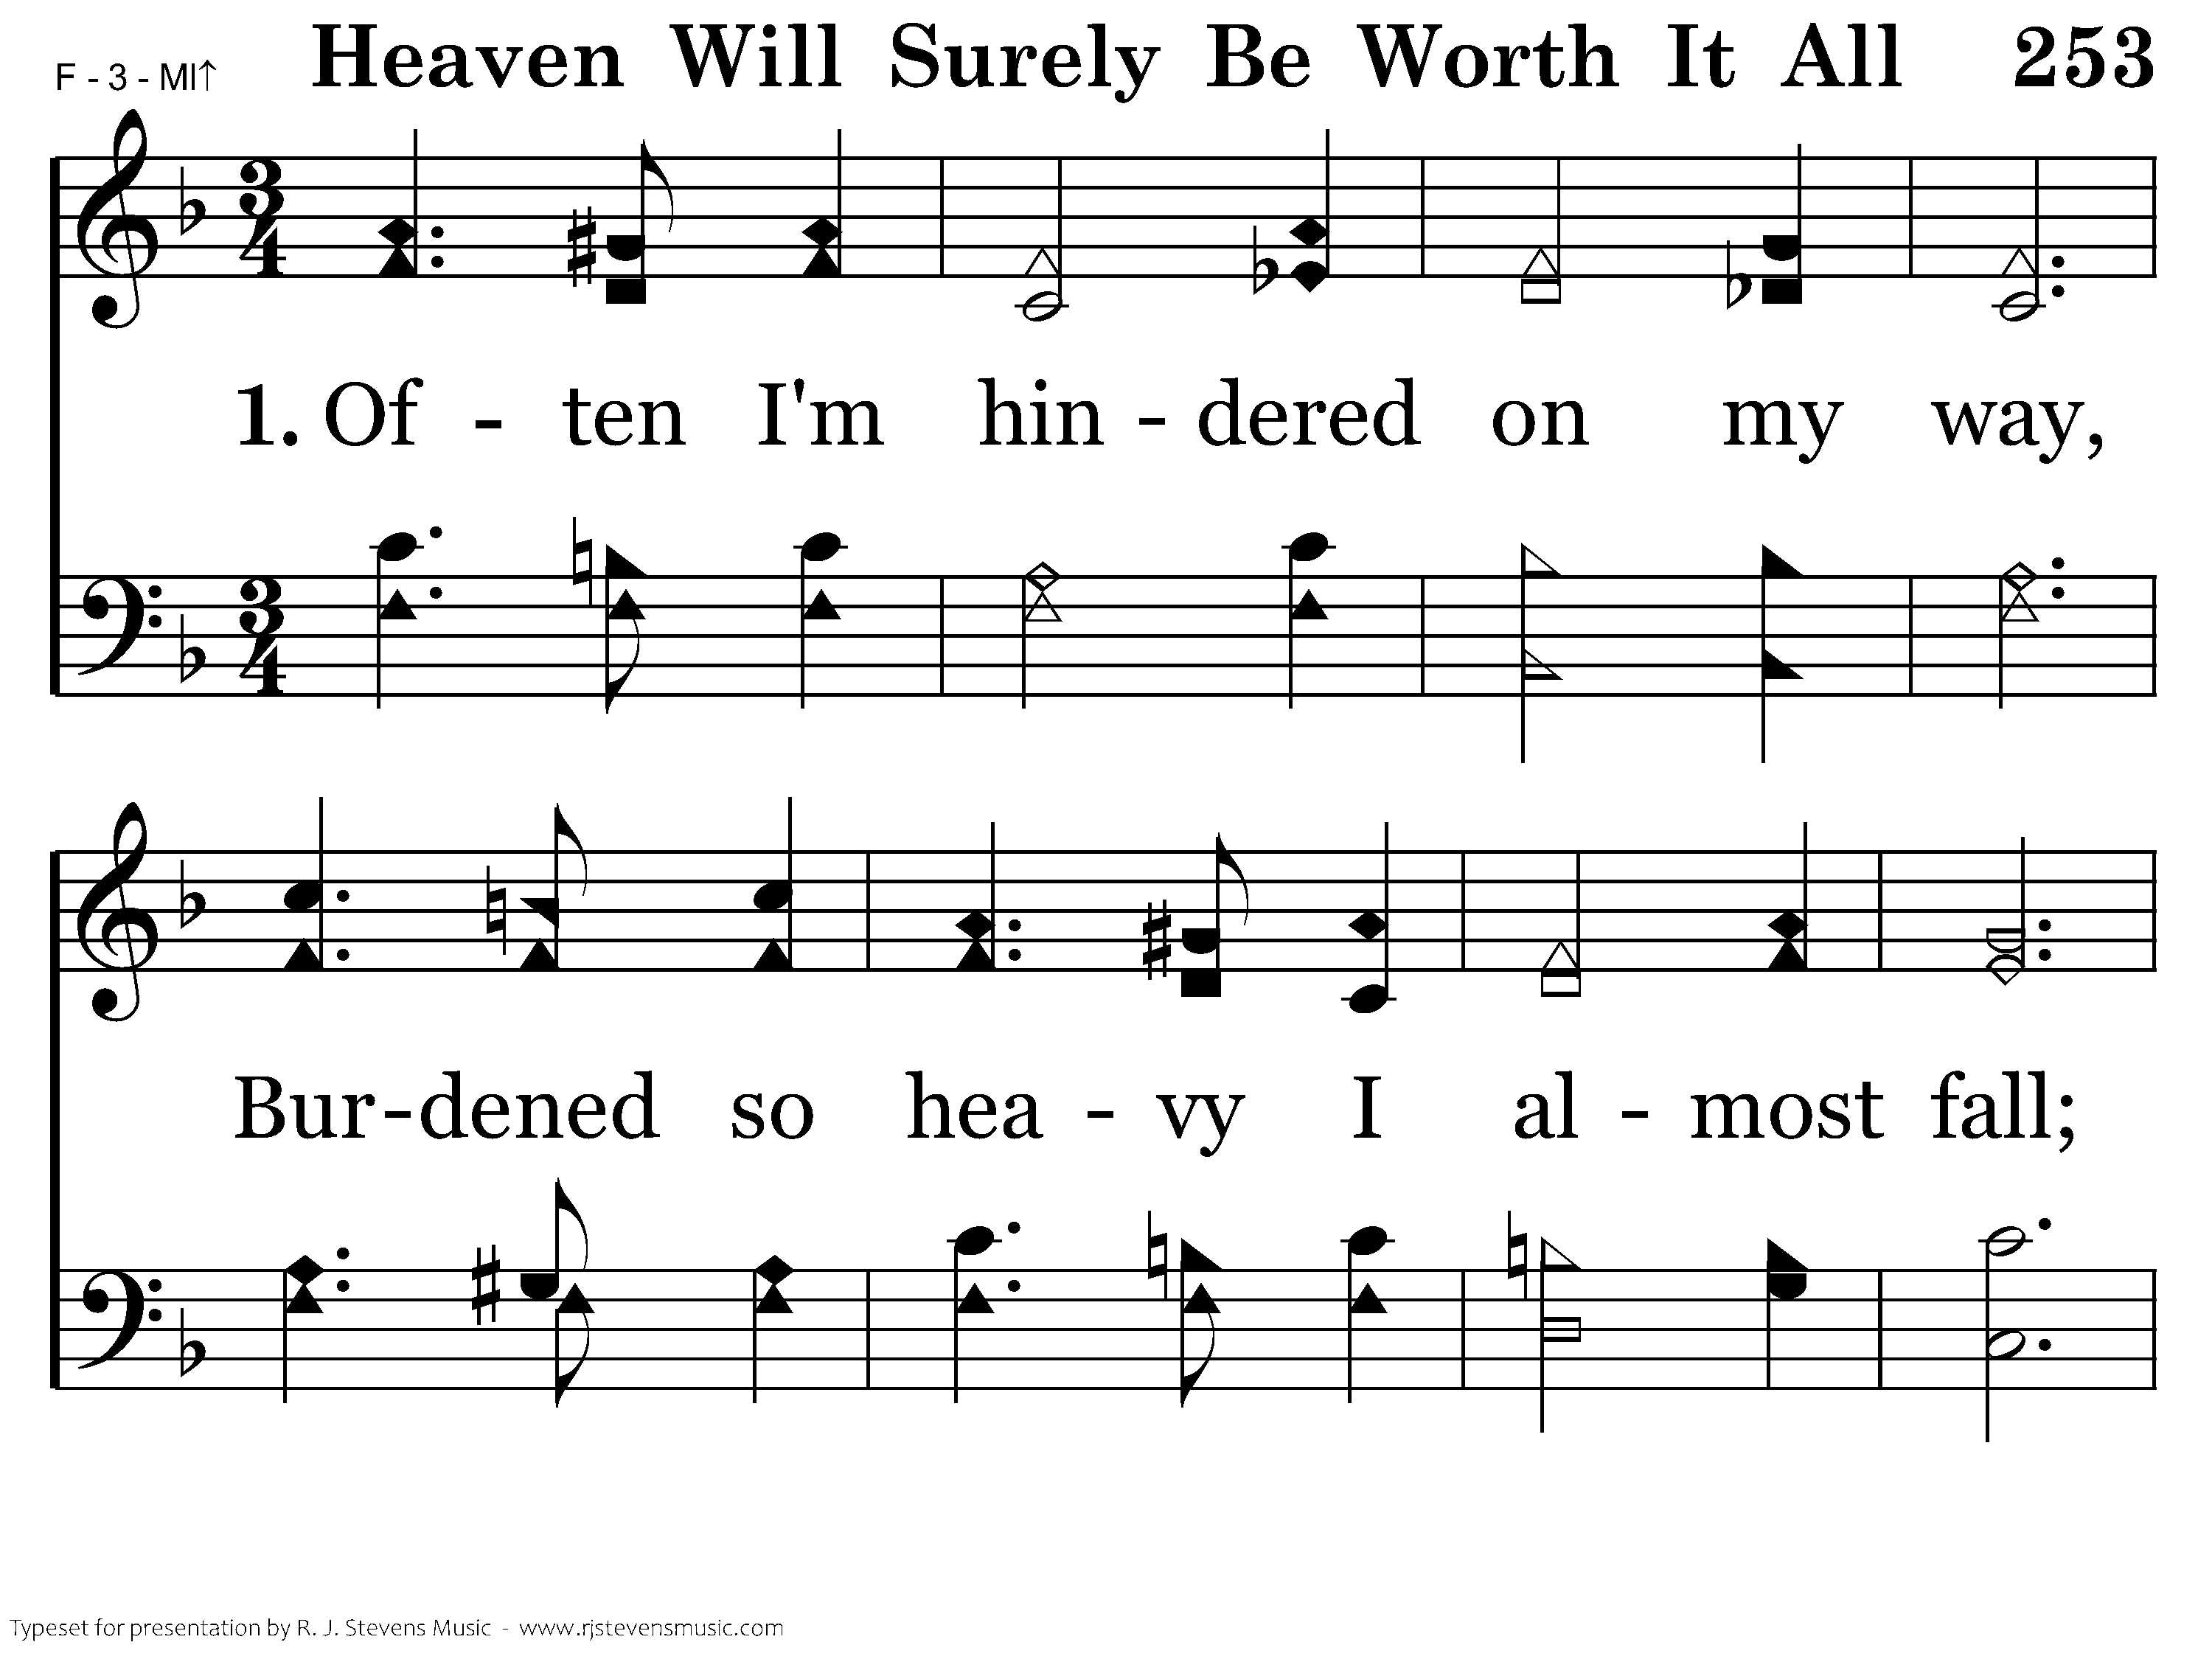 F - 3 - MI↑ Heaven Will Surely Be Worth It All 253
1. Of - ten I'm hin - dered on my way,
Bur-dened so hea - vy I al - most fall;
Typeset for presentation by R. J. Stevens Music - www.rjstevensmusic.com